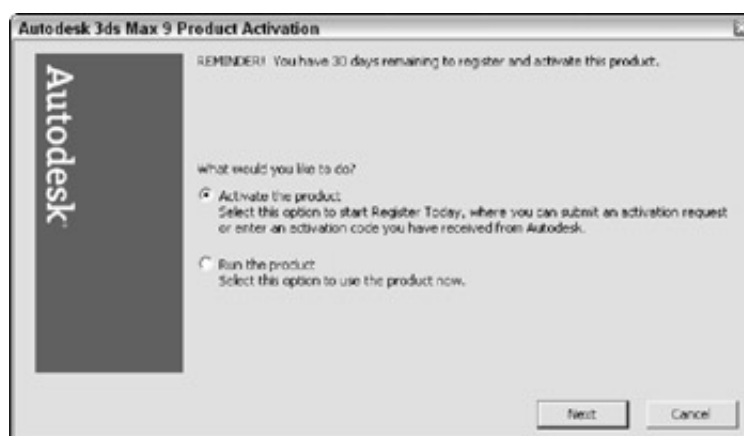 Autodesk 3ds Max 9 Product Activation
Autodesk
REMINDER! You have 30 days remaining to register and activate this product.
What would you like to do?
Activate the product
Select this option to start Register Today, where you can submit an activation request
or enter an activation code you have received from Autodesk.
Run the product
Select this option to use the product now.
Next
Cancel